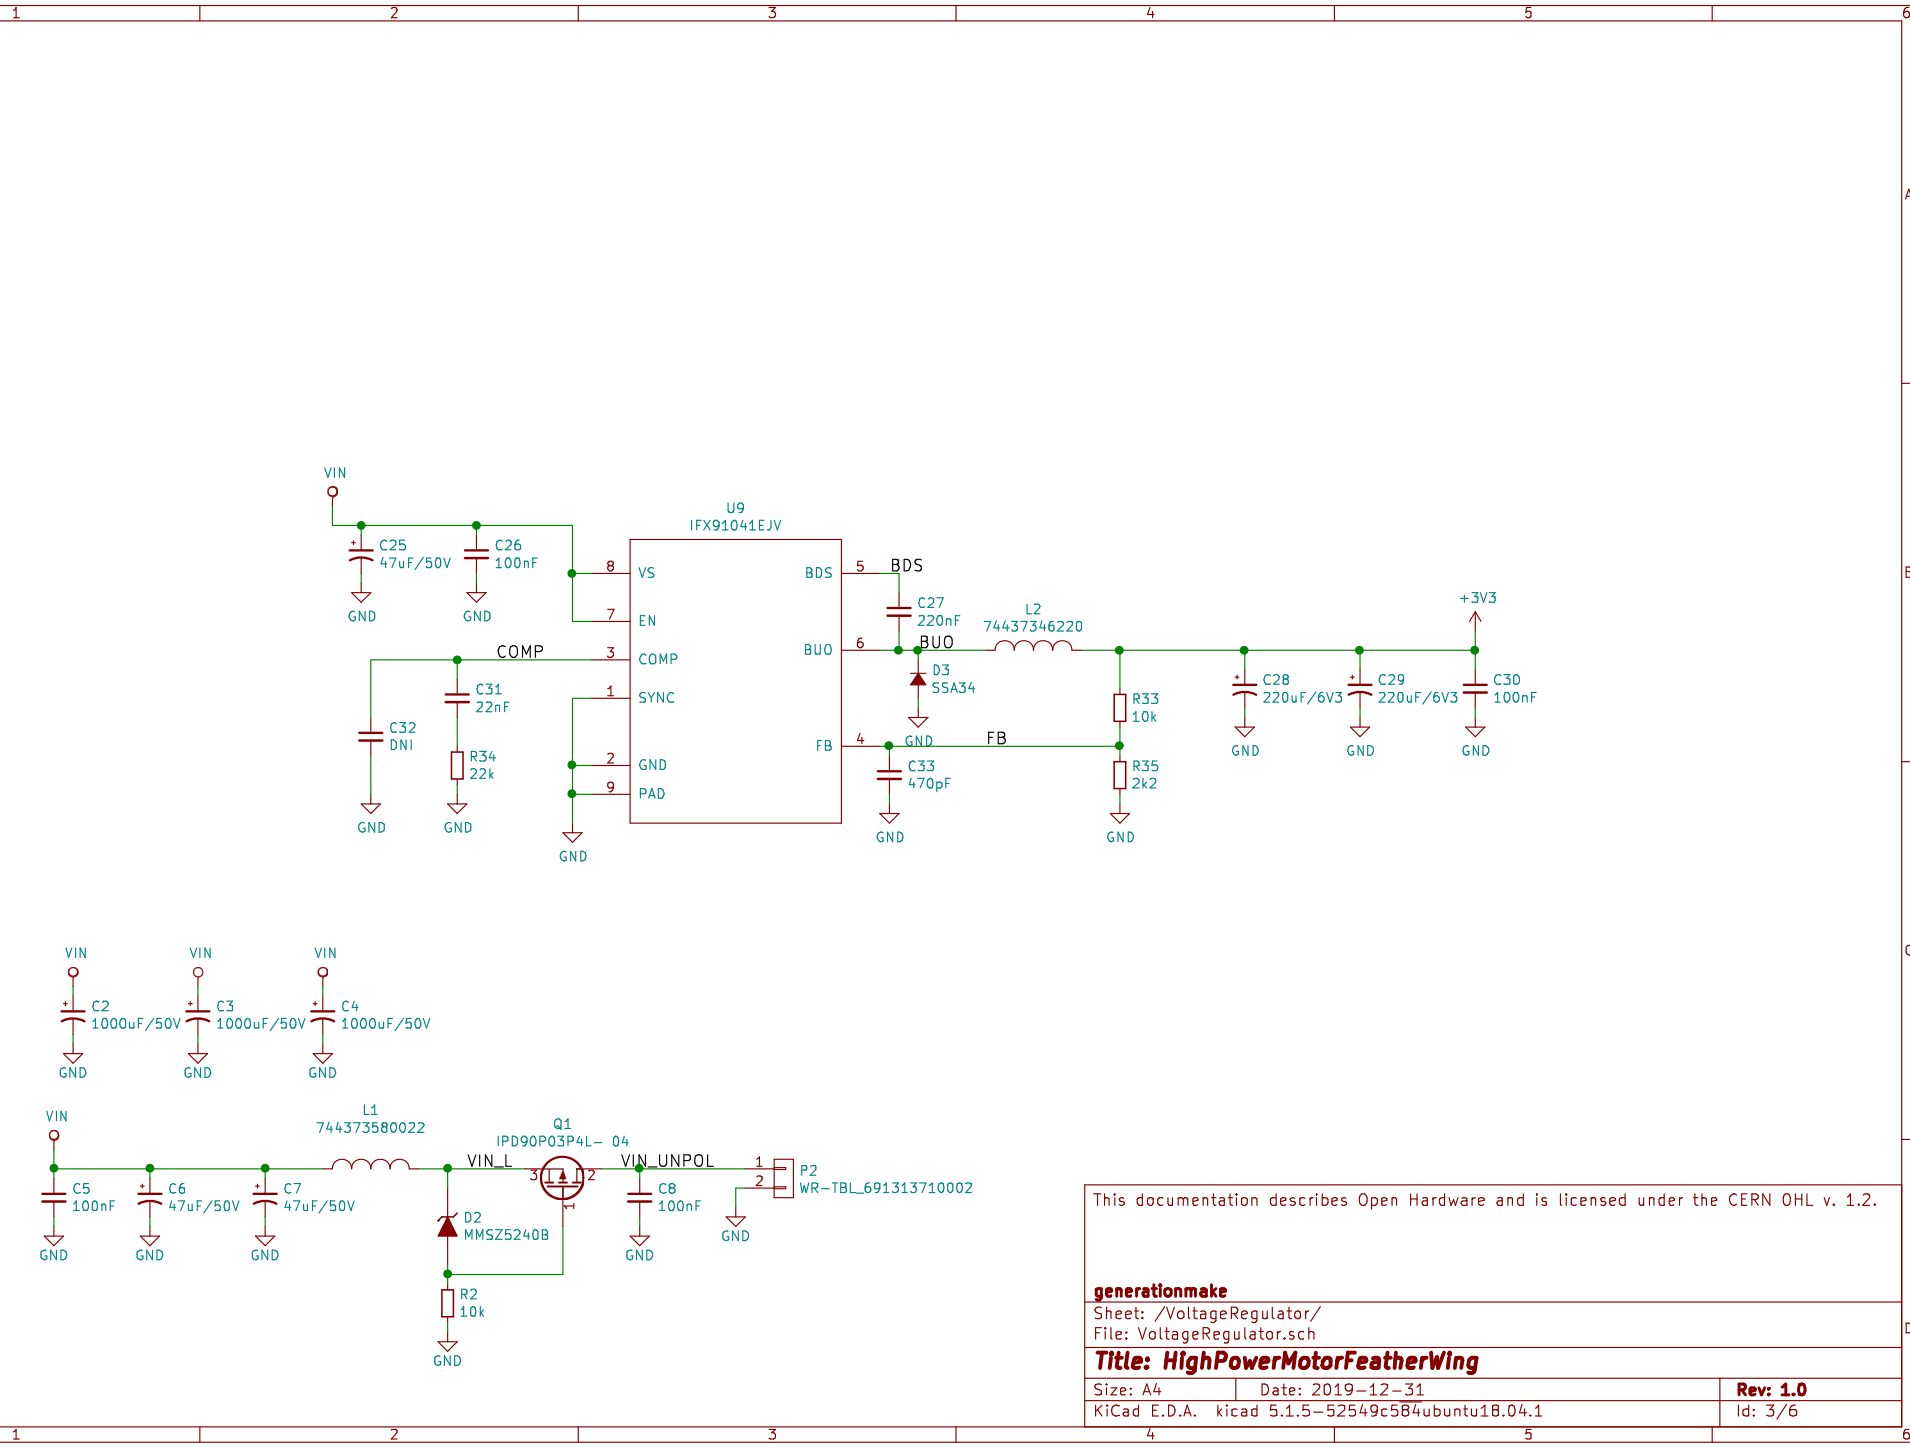 1 2 3 4 5 6
A
VIN
U9
IFX91041EJV
C25
47uF/50V
C26
100nF
GND
GND
8 VS
7 EN
3 COMP
1 SYNC
2 GND
9 PAD
BDS 5
BUO 6
FB 4
BDS
C27
220nF
BUO
L2
74437346220
+3V3
B
COMP
C31
22nF
C32
DNI
R34
22k
GND
GND
GND
D3
SSA34
GND
FB
C33
470pF
GND
R33
10k
R35
2k2
GND
C28
220uF/6V3
GND
C29
220uF/6V3
GND
C30
100nF
GND
C
VIN
C2
1000uF/50V
GND
VIN
C3
1000uF/50V
GND
VIN
C4
1000uF/50V
GND
VIN
C5
100nF
GND
C6
47uF/50V
GND
C7
47uF/50V
GND
L1
744373580022
VIN_L
Q1
IPD90P03P4L- 04
3
2
1
VIN_UNPOL
D2
MMSZ5240B
R2
10k
GND
C8
100nF
GND
1
2
P2
WR-TBL_691313710002
GND
This documentation describes Open Hardware and is licensed under the CERN OHL v. 1.2.
generationmake
Sheet: /VoltageRegulator/
File: VoltageRegulator.sch
D
Title: HighPowerMotorFeatherWing
Size: A4 Date: 2019-12-31 Rev: 1.0
KiCad E.D.A. kicad 5.1.5-52549c584ubuntu18.04.1 Id: 3/6
1 2 3 4 5 6